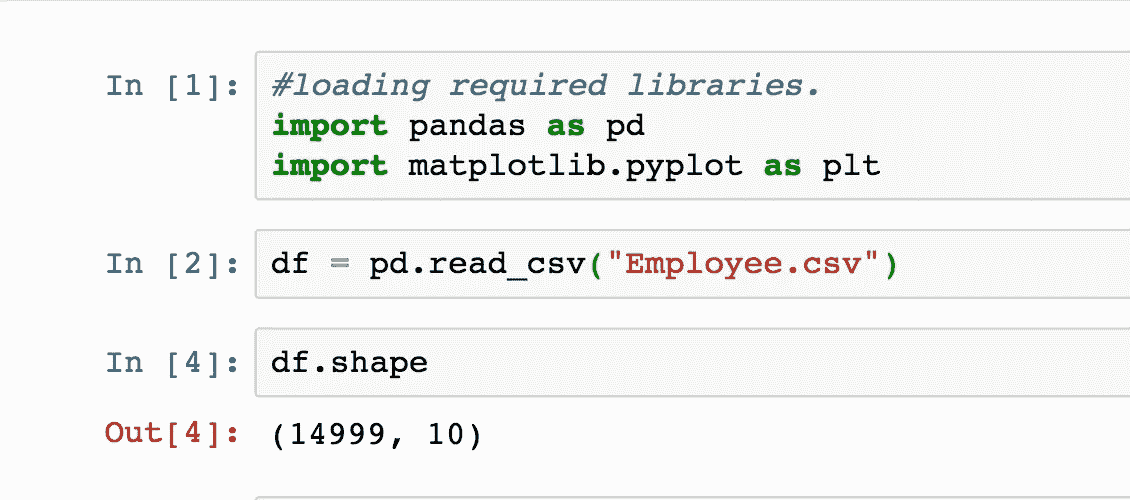 In [1]: #loading required libraries.
import pandas as pd
import matplotlib.pyplot as plt
In [2]: df = pd.read_csv("Employee.csv")
In [4]: df.shape
Out[4]: (14999, 10)